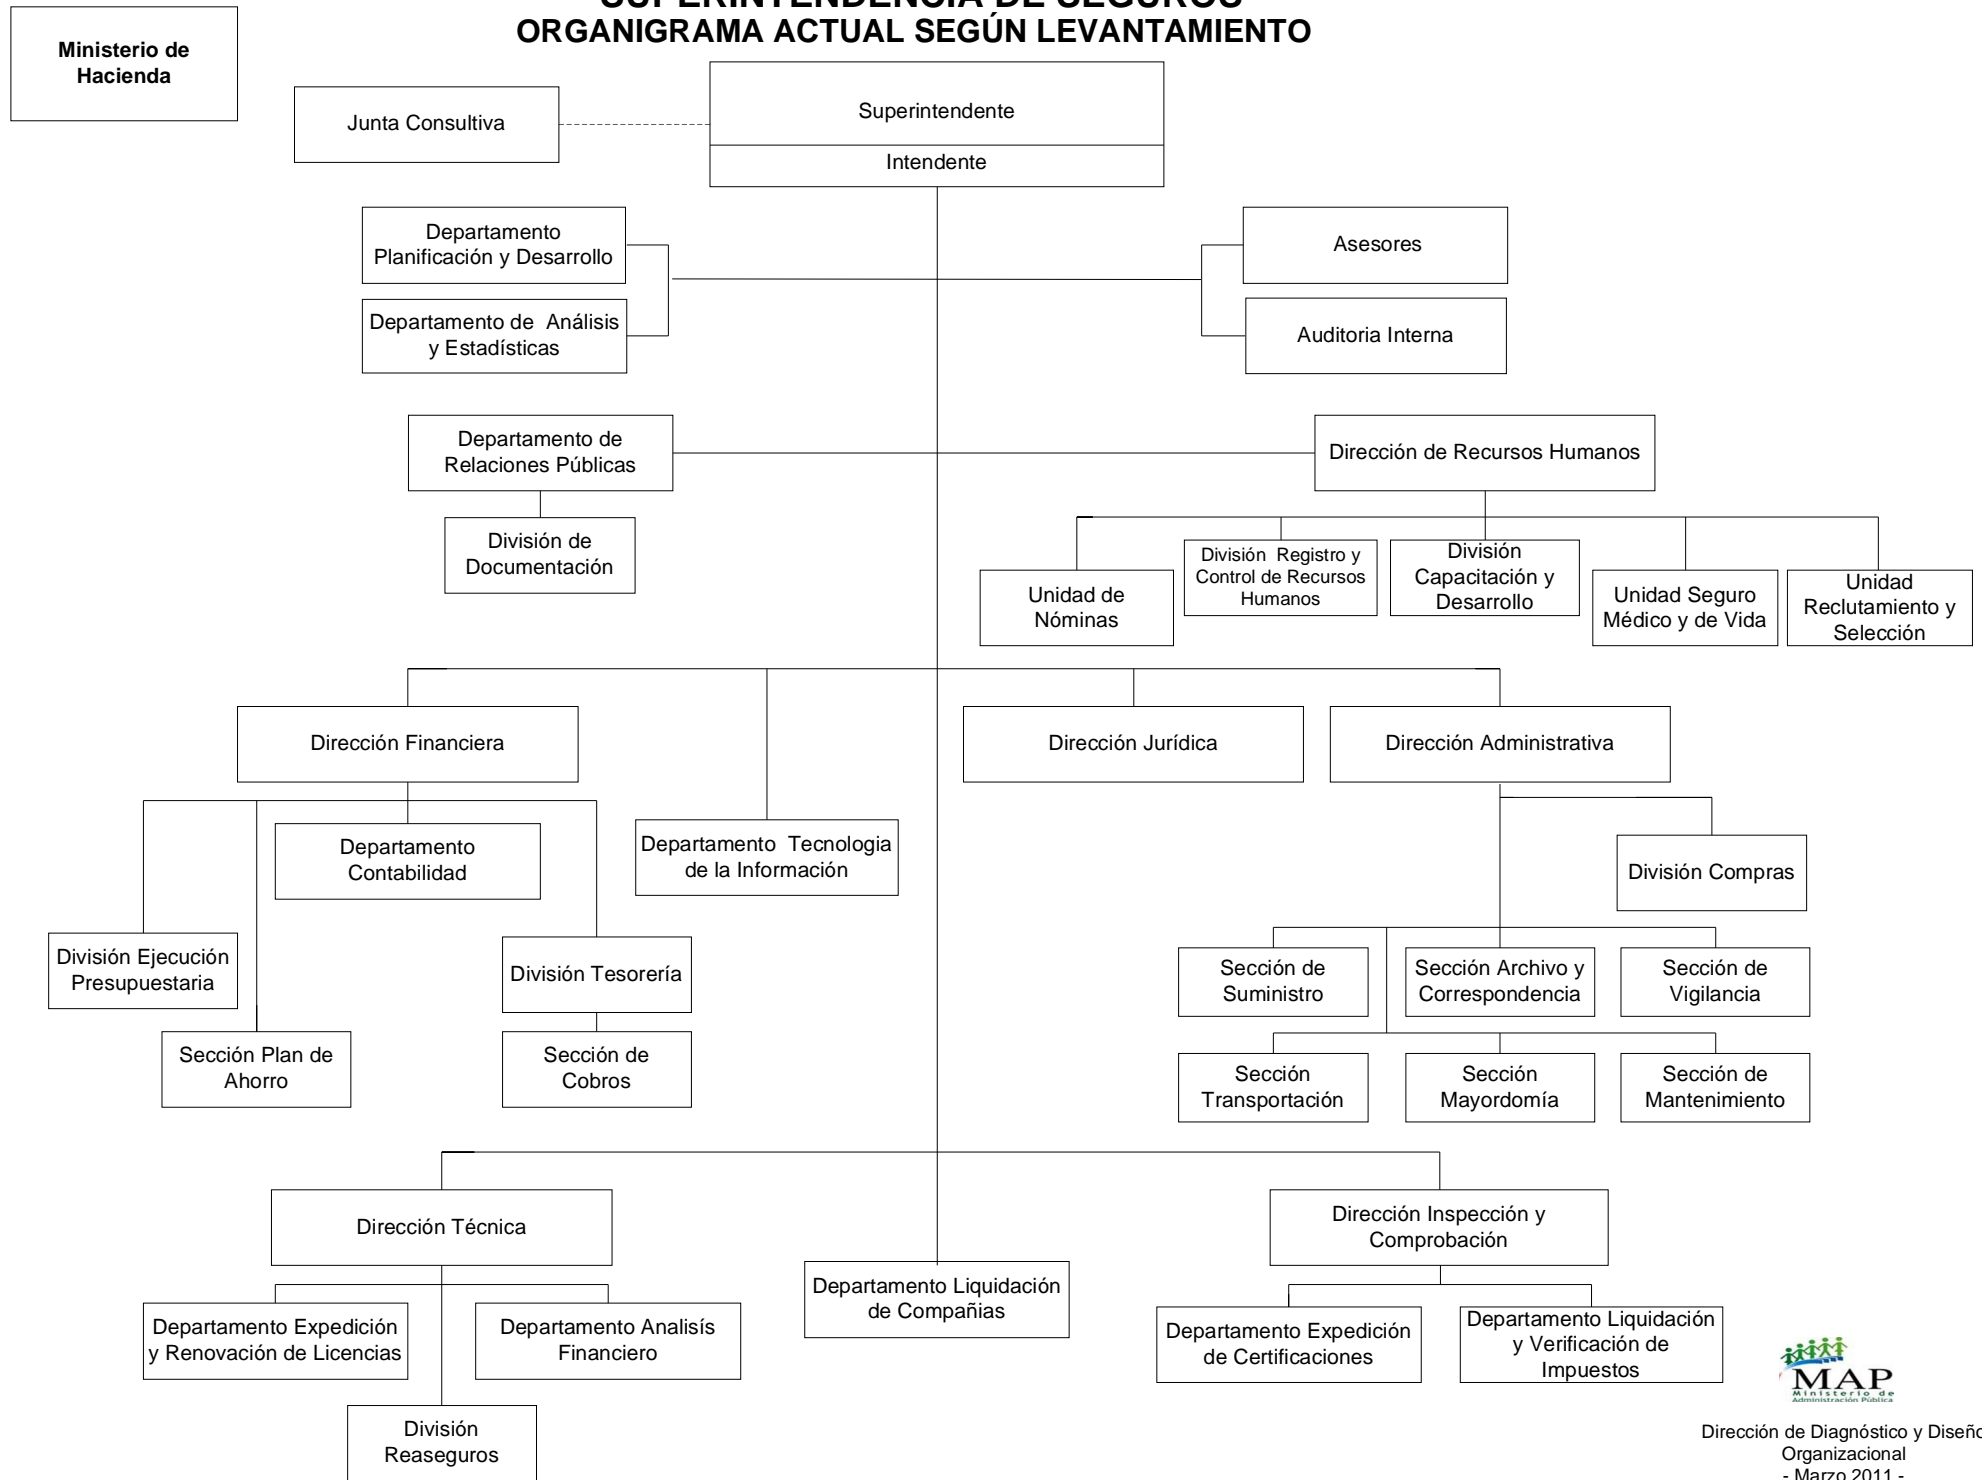 SUPERINTENDENCIA DE SEGUROS
ORGANIGRAMA ACTUAL SEGÚN LEVANTAMIENTO
Ministerio de
Hacienda
Junta Consultiva
Superintendente
Intendente
Departamento
Planificación y Desarrollo
Asesores
Departamento de Análisis
y Estadísticas
Auditoria Interna
Departamento de
Relaciones Públicas
Dirección de Recursos Humanos
División de
Documentación
Unidad de
Nóminas
División Registro y
Control de Recursos
Humanos
División
Capacitación y
Desarrollo
Unidad Seguro
Médico y de Vida
Unidad
Reclutamiento y
Selección
Dirección Financiera
Dirección Jurídica
Dirección Administrativa
Departamento
Contabilidad
Departamento Tecnologia
de la Información
División Compras
División Ejecución
Presupuestaria
División Tesorería
Sección de
Suministro
Sección Archivo y
Correspondencia
Sección de
Vigilancia
Sección Plan de
Ahorro
Sección de
Cobros
Sección
Transportación
Sección
Mayordomía
Sección de
Mantenimiento
Dirección Técnica
Dirección Inspección y
Comprobación
Departamento Liquidación
de Compañias
Departamento Expedición
y Renovación de Licencias
Departamento Analisís
Financiero
Departamento Expedición
de Certificaciones
Departamento Liquidación
y Verificación de
Impuestos
División
Reaseguros
MAP
Ministerio de
Administración Pública
Dirección de Diagnóstico y Diseño
Organizacional
- Marzo 2011 -